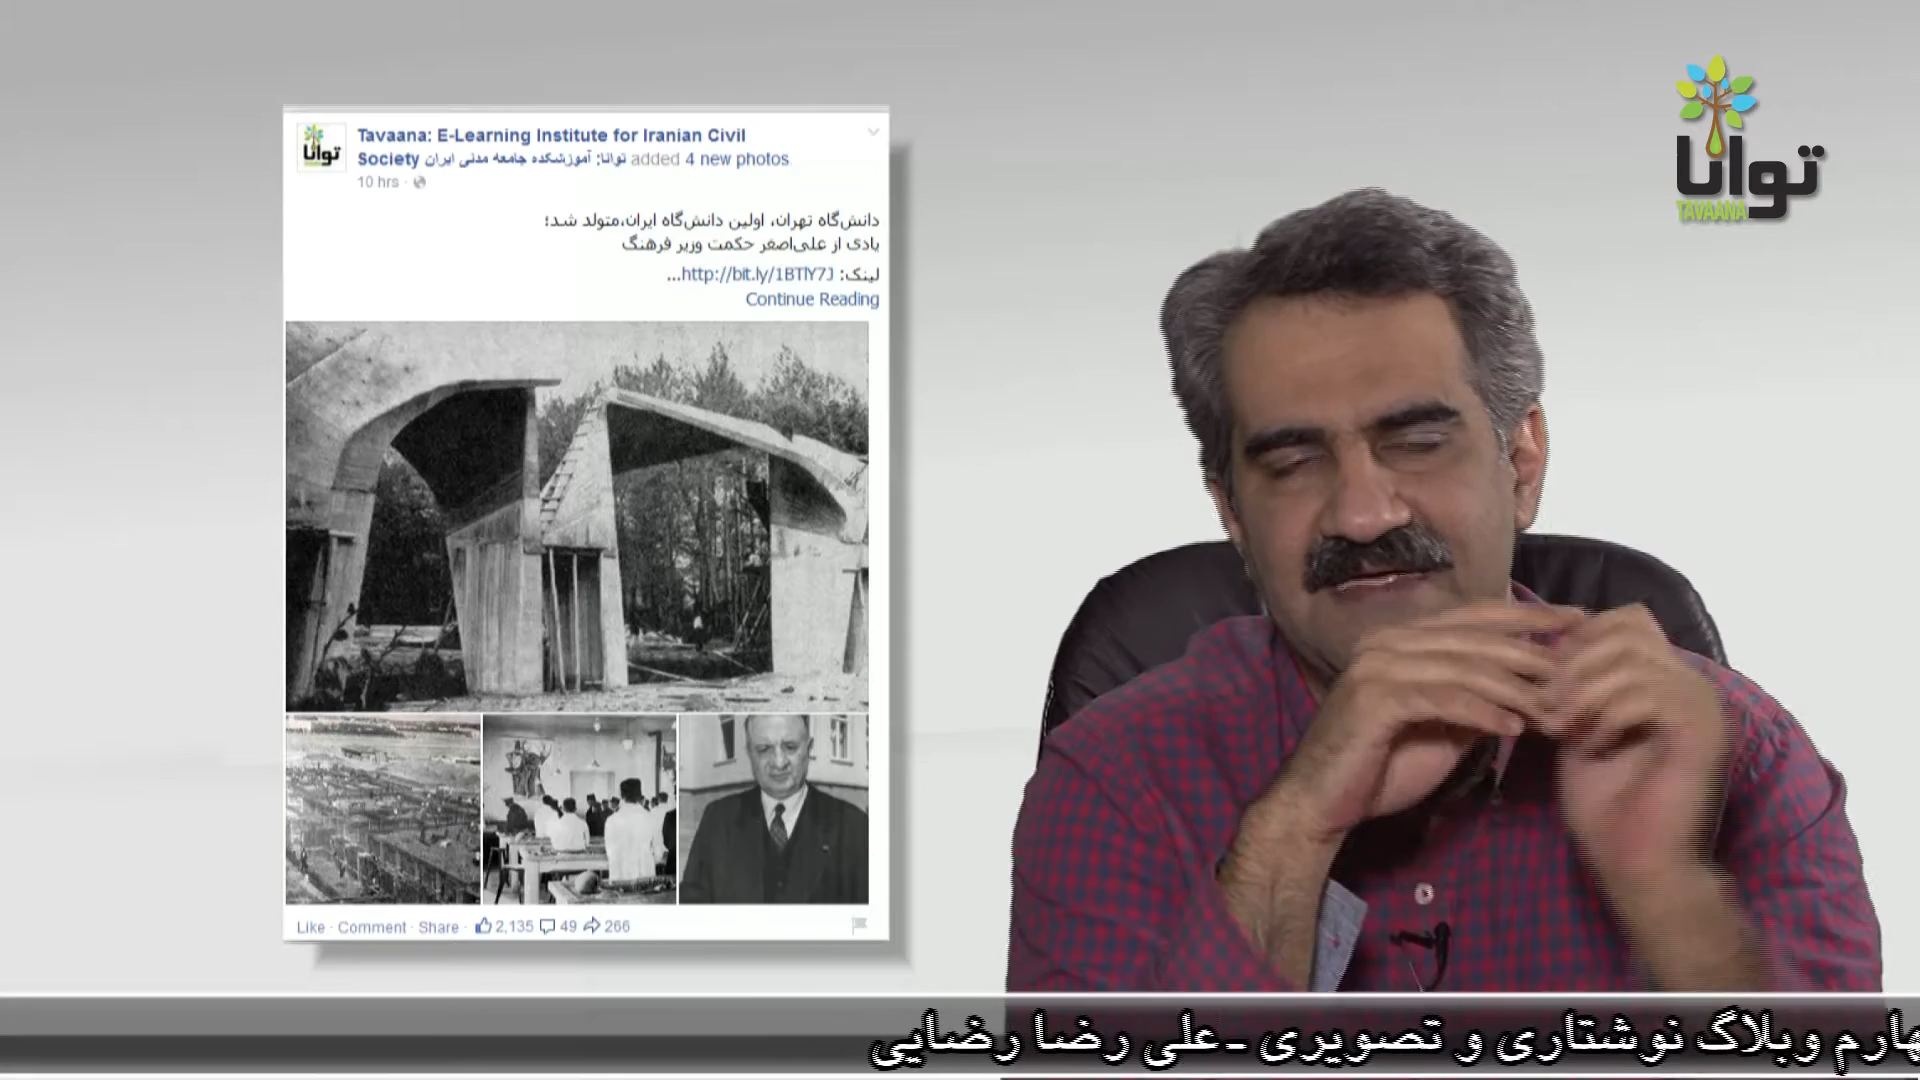 Tavaana: E-Learning Institute for Iranian Civil
Society توانا: آموزشکده جامعه مدنی ایران added 4 new photos
10 hrs ·
دانش‌گاه تهران، اولین دانش‌گاه ایران،متولد شد؛
یادی از علی‌اصغر حکمت وزیر فرهنگ
لینک: http://bit.ly/1BTlY7J...
Continue Reading
Like · Comment · Share · 2,135 49 266
توانا
TAVAANA
وبلاگ نوشتاری و تصویری - علی رضا رضایی